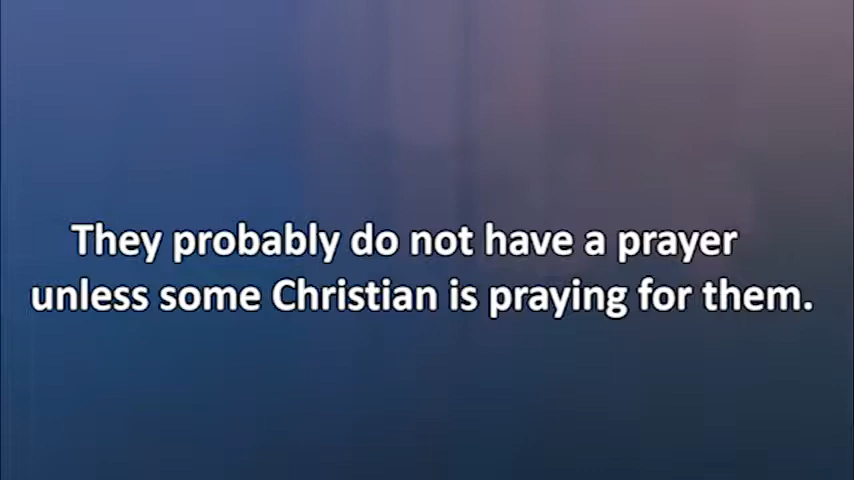 They probably do not have a prayer
unless some Christian is praying for them.